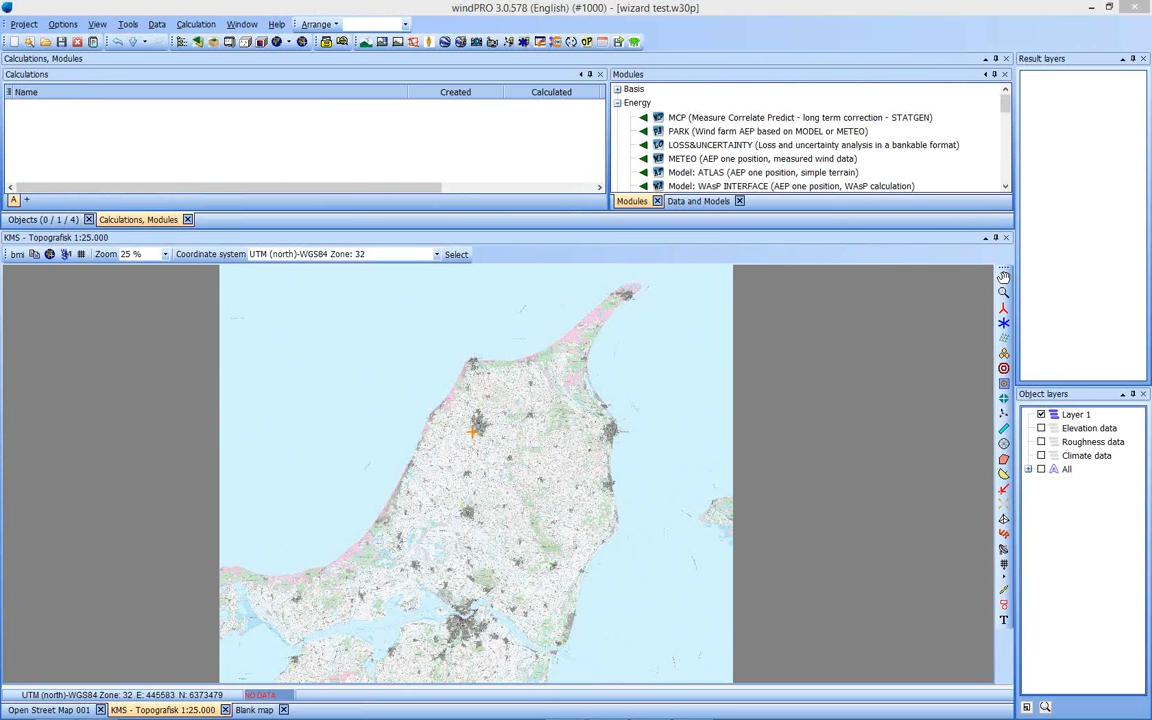 windPRO 3.0.578 (English) (#1000) - [wizard test.w30p]
Project Options View Tools Data Calculation Window Help Arrange
Calculations, Modules
Result layers
Calculations
Modules
Name Created Calculated
Basis
Energy
MCP (Measure Correlate Predict - long term correction - STATGEN)
PARK (Wind farm AEP based on MODEL or METEO)
LOSS&UNCERTAINTY (Loss and uncertainty analysis in a bankable format)
METEO (AEP one position, measured wind data)
Model: ATLAS (AEP one position, simple terrain)
Model: WAsP INTERFACE (AEP one position, WAsP calculation)
A +
Modules Data and Models
Objects (0 / 1 / 4) Calculations, Modules
KMS - Topografisk 1:25.000
bmi Zoom 25 % Coordinate system UTM (north)-WGS84 Zone: 32 Select
Object layers
Layer 1
Elevation data
Roughness data
Climate data
All
T
UTM (north)-WGS84 Zone: 32 E: 445583 N: 6373479 NO DATA
Open Street Map 001 KMS - Topografisk 1:25.000 Blank map